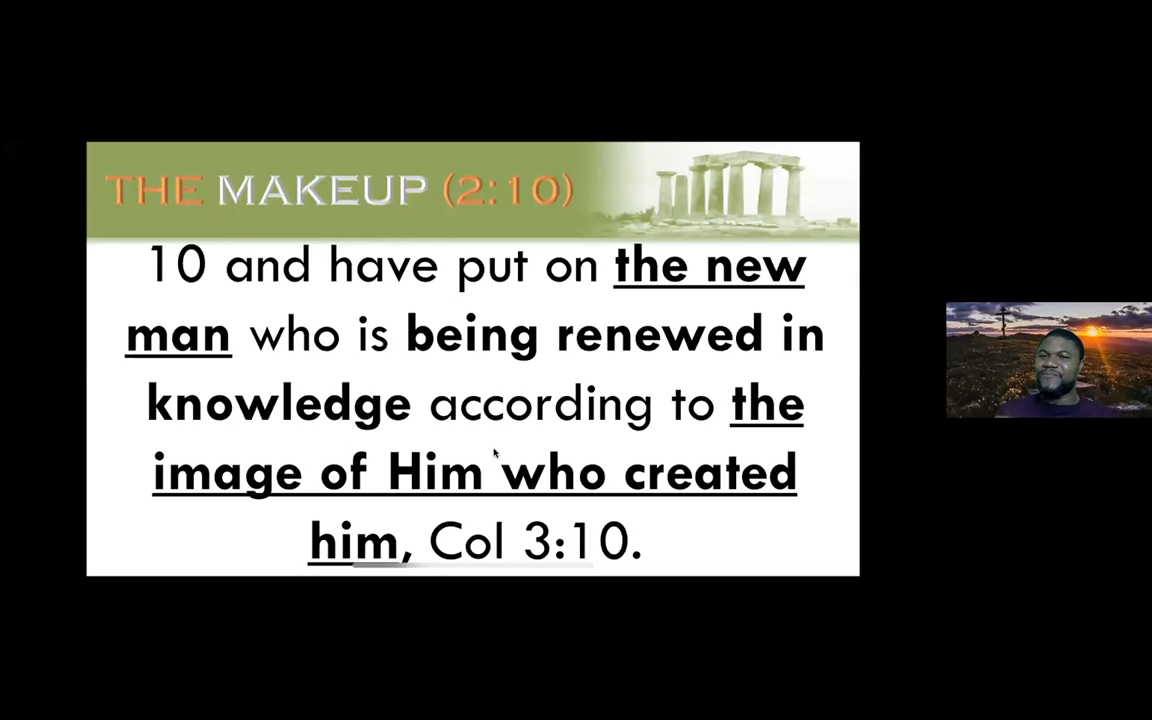 THE MAKEUP (2:10)
10 and have put on the new
man who is being renewed in
knowledge according to the
image of Him who created
him, Col 3:10.